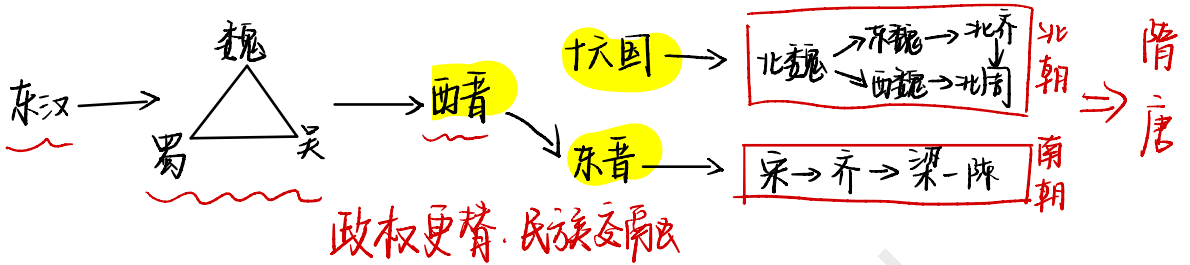 东汉
魏
蜀
吴
西晋
十六国
东晋
北魏
东魏
北齐
西魏
北周
北朝
宋
齐
梁-陈
南朝
隋唐
政权更替.民族交融